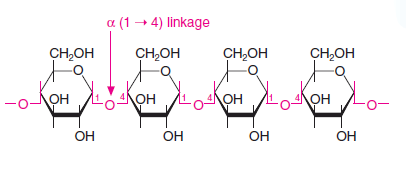 α (1 → 4) linkage
CH₂OH CH₂OH CH₂OH CH₂OH
O O O O
OH OH OH OH
1 4 1 4 1 4
O O O O O
OH OH OH OH